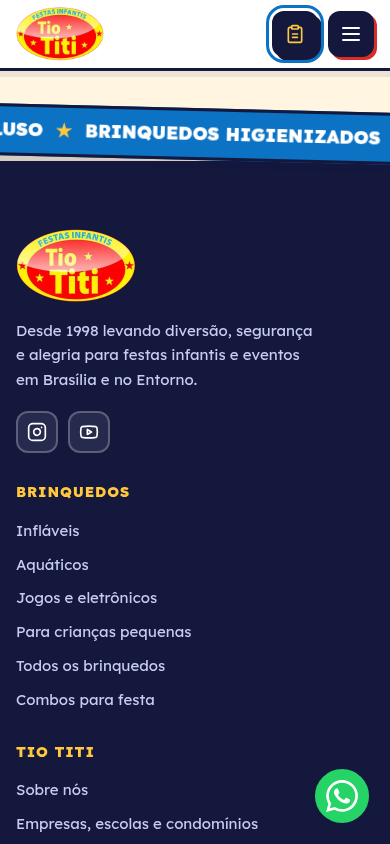 FESTAS INFANTIS
Tio
Titi
LUSO ★ BRINQUEDOS HIGIENIZADOS
FESTAS INFANTIS
Tio
Titi
Desde 1998 levando diversão, segurança
e alegria para festas infantis e eventos
em Brasília e no Entorno.
BRINQUEDOS
Infláveis
Aquáticos
Jogos e eletrônicos
Para crianças pequenas
Todos os brinquedos
Combos para festa
TIO TITI
Sobre nós
Empresas, escolas e condomínios